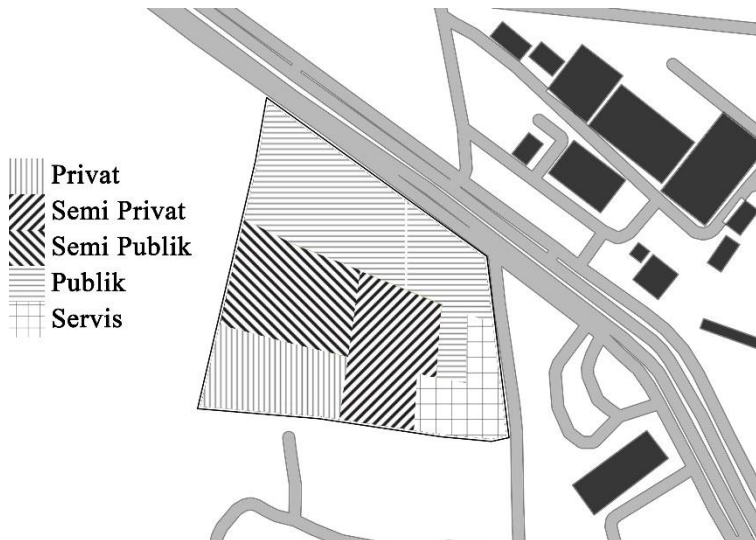 Privat
Semi Privat
Semi Publik
Publik
Servis